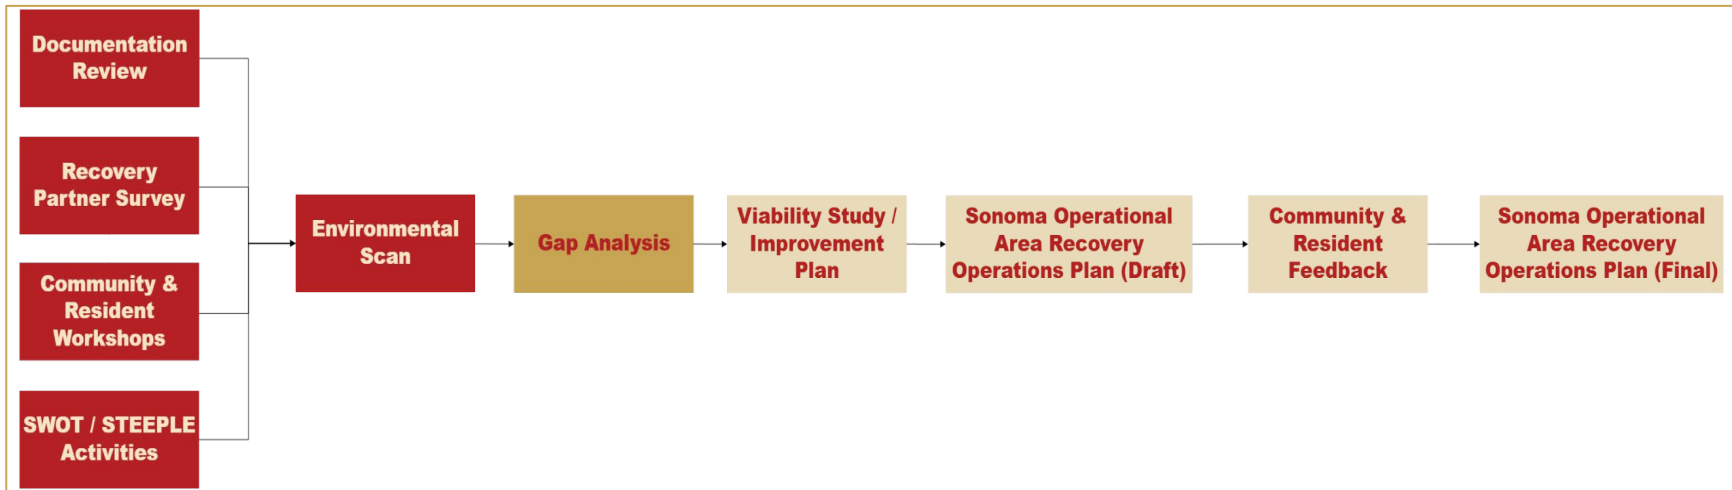 Documentation
Review
Recovery
Partner Survey
Community &
Resident
Workshops
SWOT / STEEPLE
Activities
Environmental
Scan
Gap Analysis
Viability Study /
Improvement
Plan
Sonoma Operational
Area Recovery
Operations Plan (Draft)
Community &
Resident
Feedback
Sonoma Operational
Area Recovery
Operations Plan (Final)